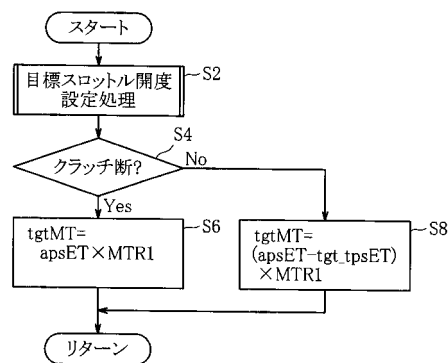 スタート
S2
目標スロットル開度
設定処理
S4
クラッチ断?
No
Yes
S6
tgtMT=
apsET×MTR1
S8
tgtMT=
(apsET-tgt_tpsET)
×MTR1
リターン